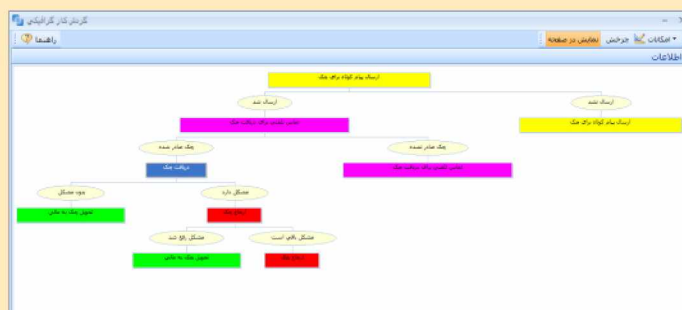 گردش کار گرافیکی
امکانات چرخش نمایش در صفحه راهنما
اطلاعات
ارسال پیام کوتاه برای چک
ارسال شد ارسال نشد
تماس تلفنی برای دریافت چک ارسال پیام کوتاه برای چک
چک صادر شده چک صادر نشده
دریافت چک تماس تلفنی برای دریافت چک
بدون مشکل مشکل دارد
تحویل چک به مالی ارجاع چک
مشکل رفع شد مشکل باقی است
تحویل چک به مالی ارجاع چک